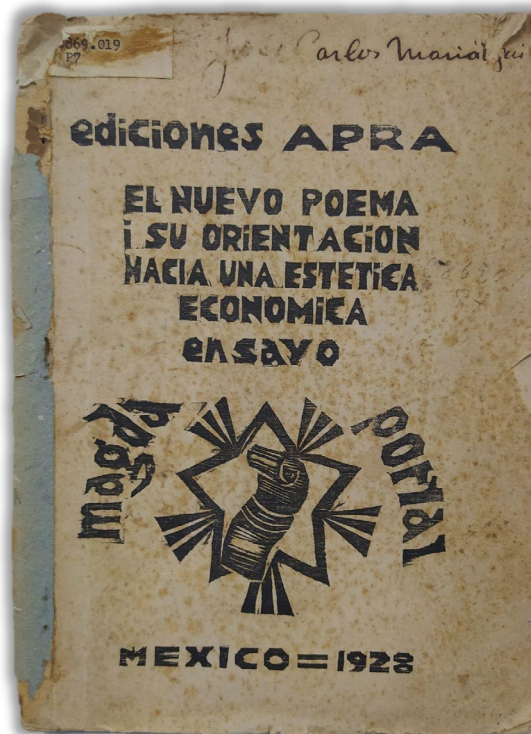 869.019
P7
José Carlos Mariátegui
ediciones APRA
EL NUEVO POEMA
i SU ORiENTACiON
HACIA UNA ESTETiCA
ECONOMiCA
ensayo
magda portal
MEXICO=1928